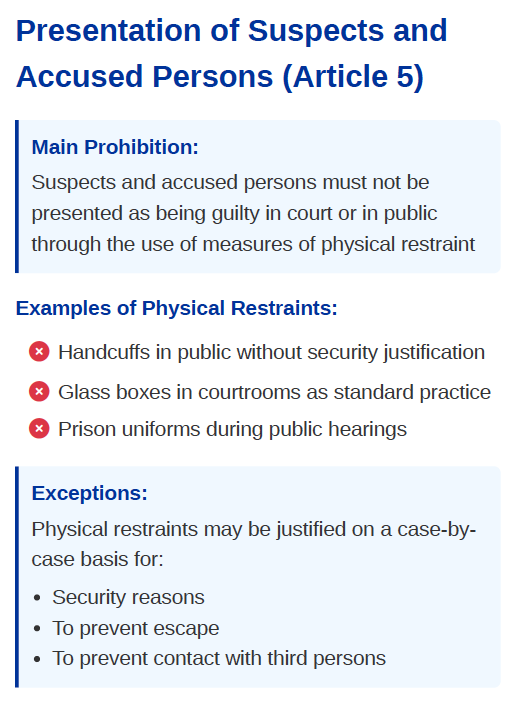 Presentation of Suspects and
Accused Persons (Article 5)
Main Prohibition:
Suspects and accused persons must not be
presented as being guilty in court or in public
through the use of measures of physical restraint
Examples of Physical Restraints:
Handcuffs in public without security justification
Glass boxes in courtrooms as standard practice
Prison uniforms during public hearings
Exceptions:
Physical restraints may be justified on a case-by-
case basis for:
• Security reasons
• To prevent escape
• To prevent contact with third persons